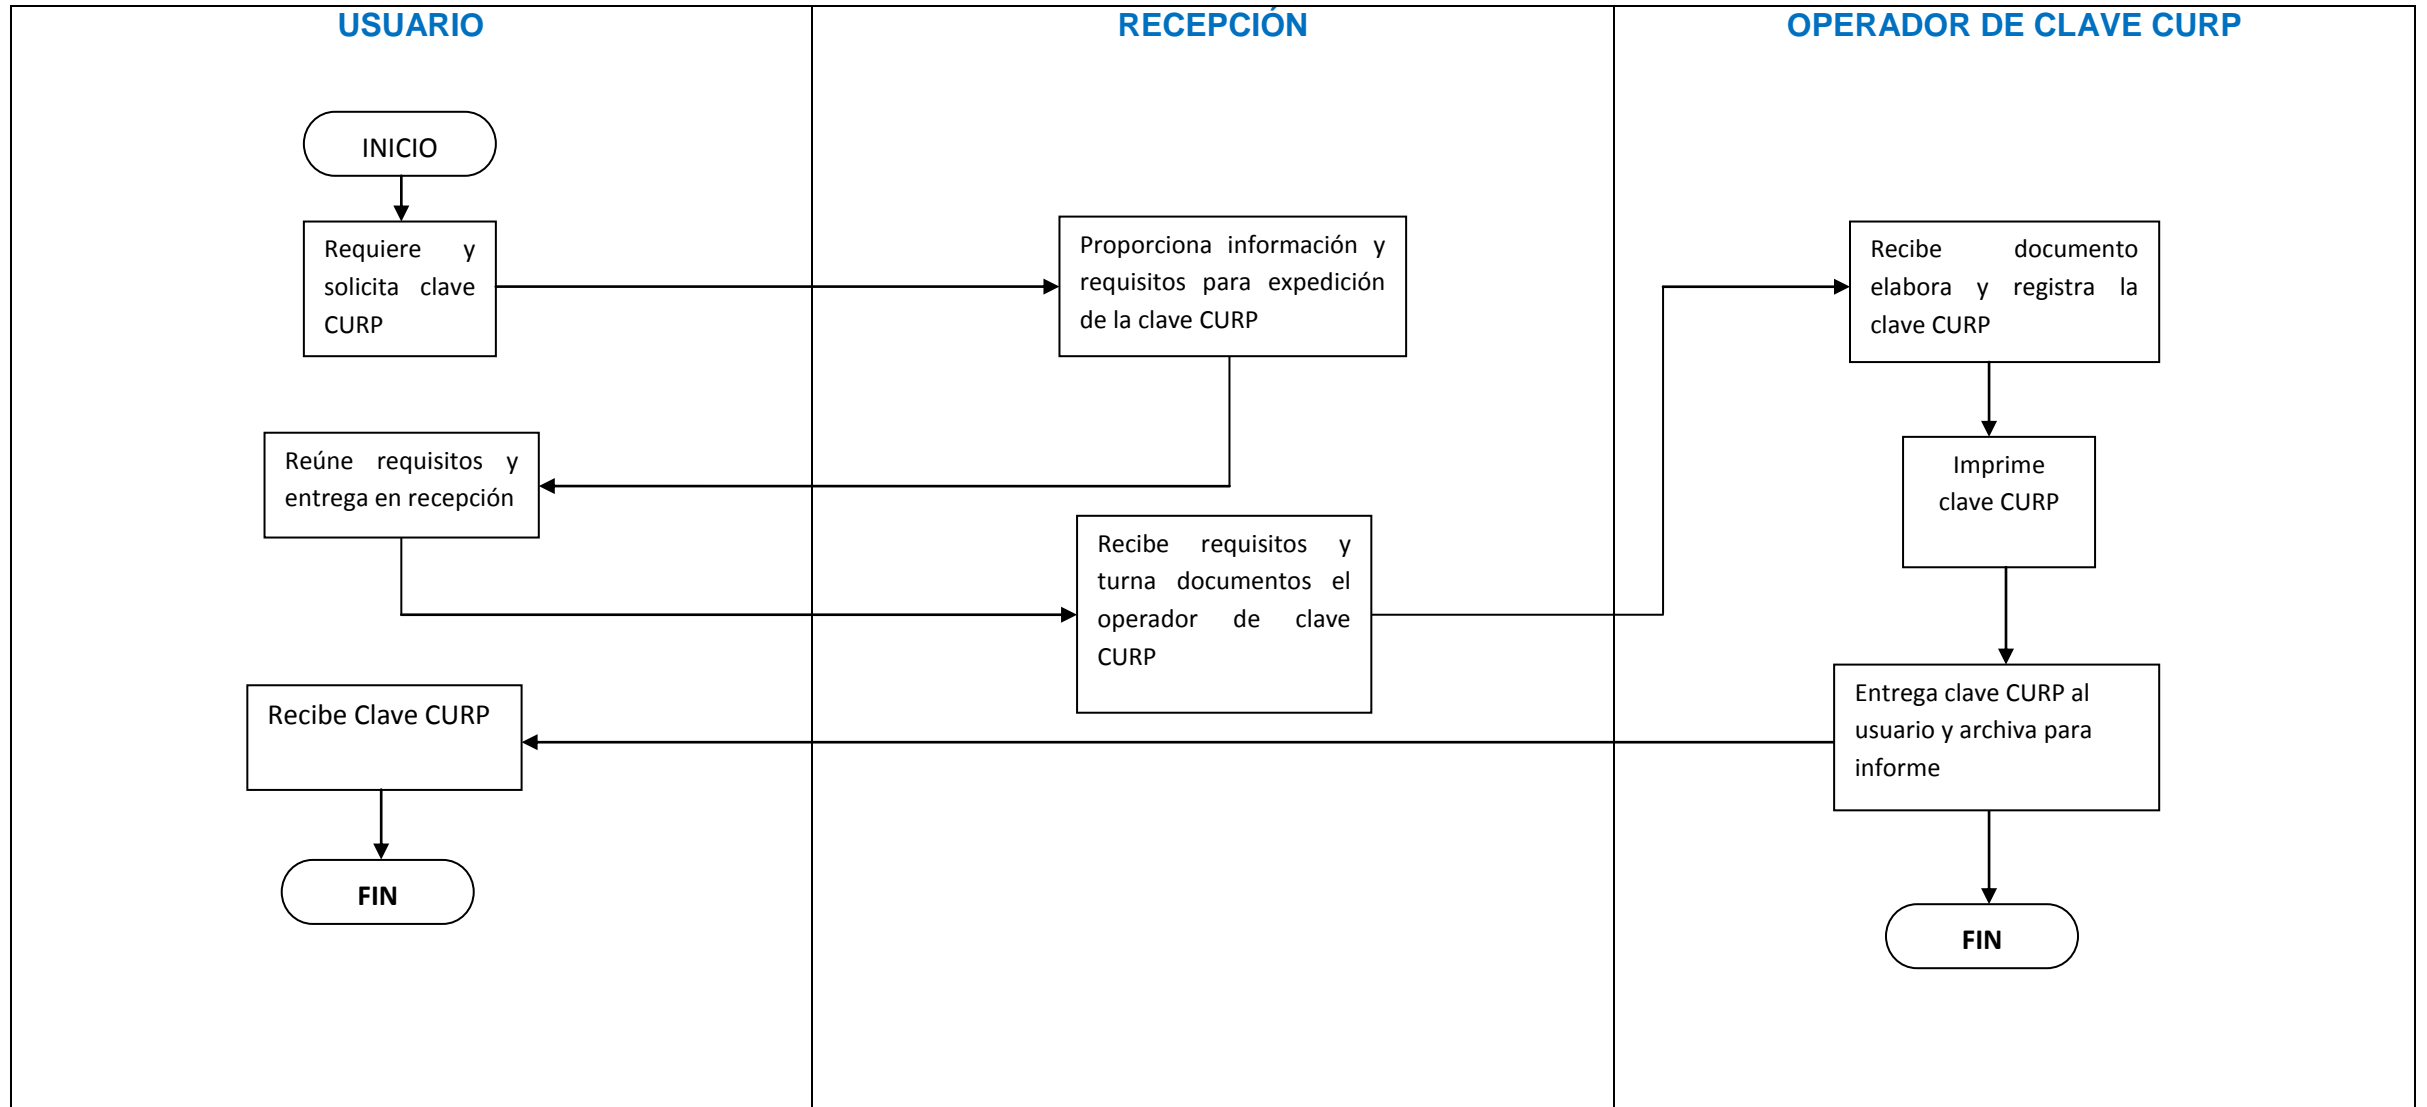 USUARIO
RECEPCIÓN
OPERADOR DE CLAVE CURP
INICIO
Requiere y
solicita clave
CURP
Proporciona información y
requisitos para expedición
de la clave CURP
Reúne requisitos y
entrega en recepción
Recibe requisitos y
turna documentos el
operador de clave
CURP
Recibe documento
elabora y registra la
clave CURP
Imprime
clave CURP
Entrega clave CURP al
usuario y archiva para
informe
Recibe Clave CURP
FIN
FIN